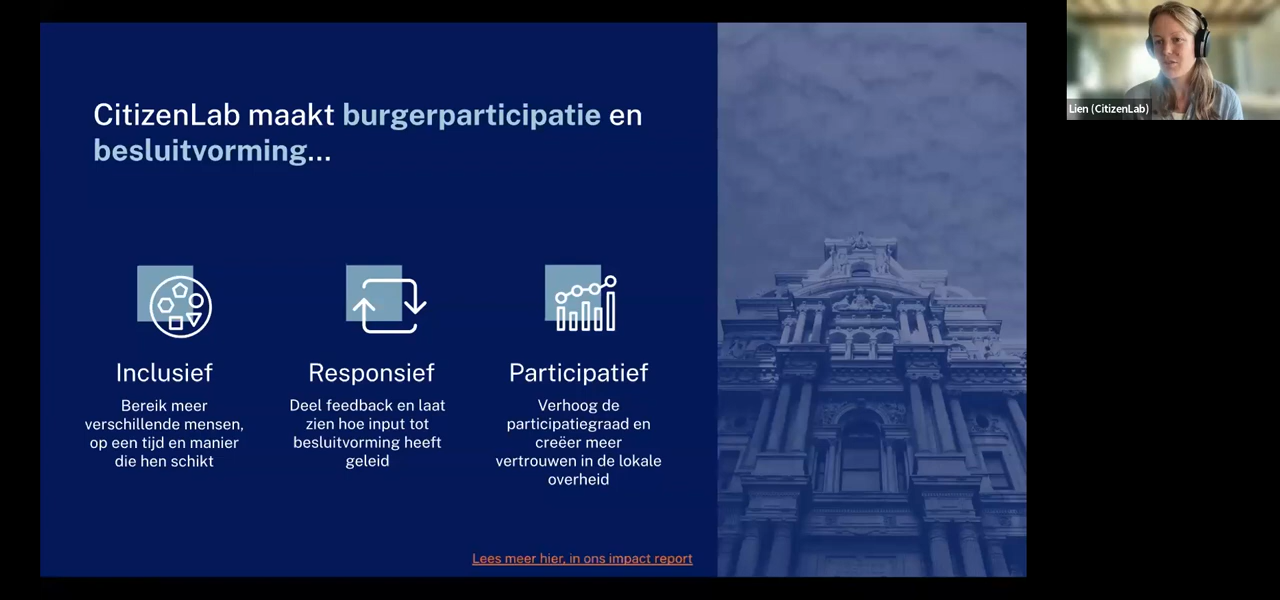 CitizenLab maakt burgerparticipatie en
besluitvorming...
Inclusief
Bereik meer
verschillende mensen,
op een tijd en manier
die hen schikt
Responsief
Deel feedback en laat
zien hoe input tot
besluitvorming heeft
geleid
Participatief
Verhoog de
participatiegraad en
creëer meer
vertrouwen in de lokale
overheid
Lees meer hier, in ons impact report
Lien (CitizenLab)